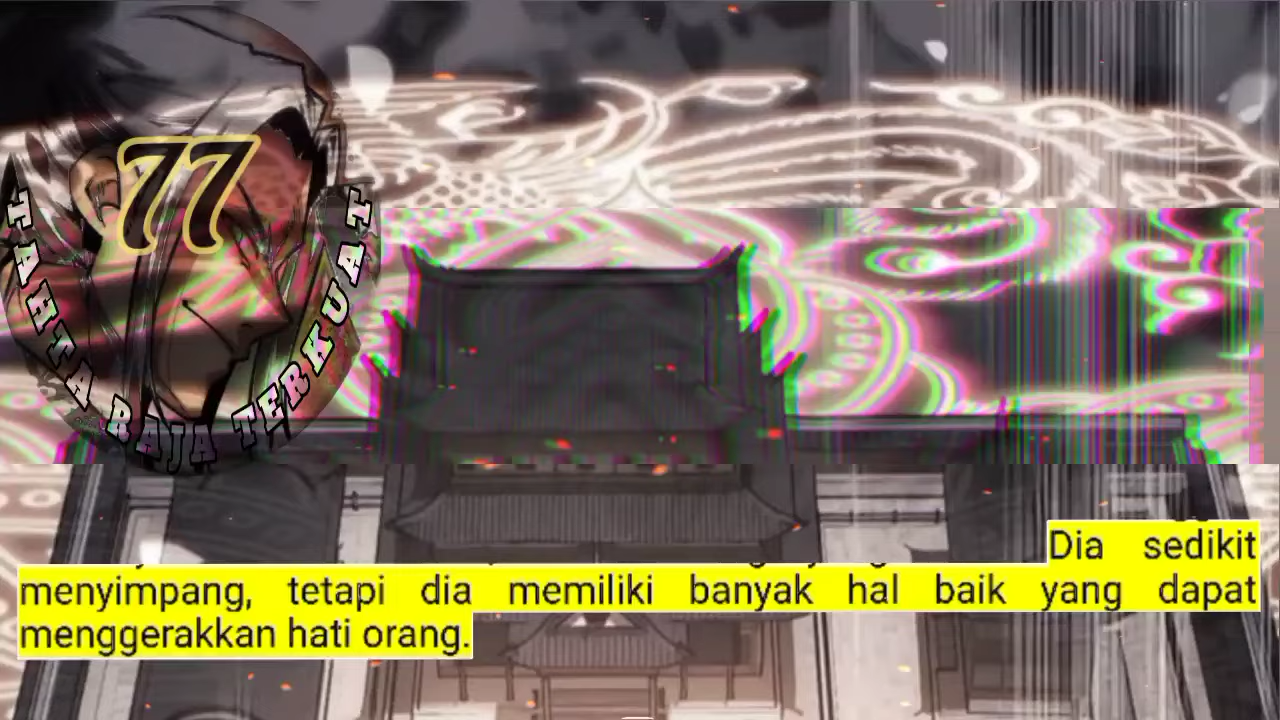 77
TAHTA RAJA TERKUAT
Dia sedikit
menyimpang, tetapi dia memiliki banyak hal baik yang dapat
menggerakkan hati orang.